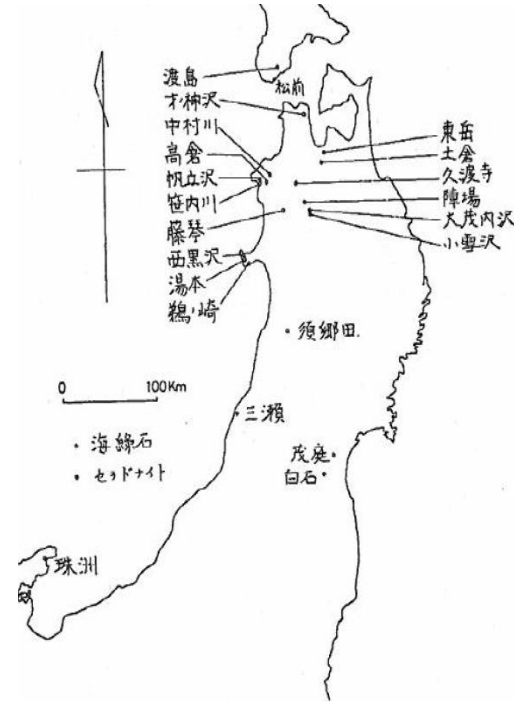 渡島
松前
才柿沢
中村川
高倉
帆立沢
笹内川
藤琴
西黒沢
湯本
鵜ノ崎
東岳
土倉
久渡寺
陣場
大茂内沢
小雪沢
須郷田.
0 100Km
三瀬
・海緑石
・セラドナイト
茂庭
白石
珠洲